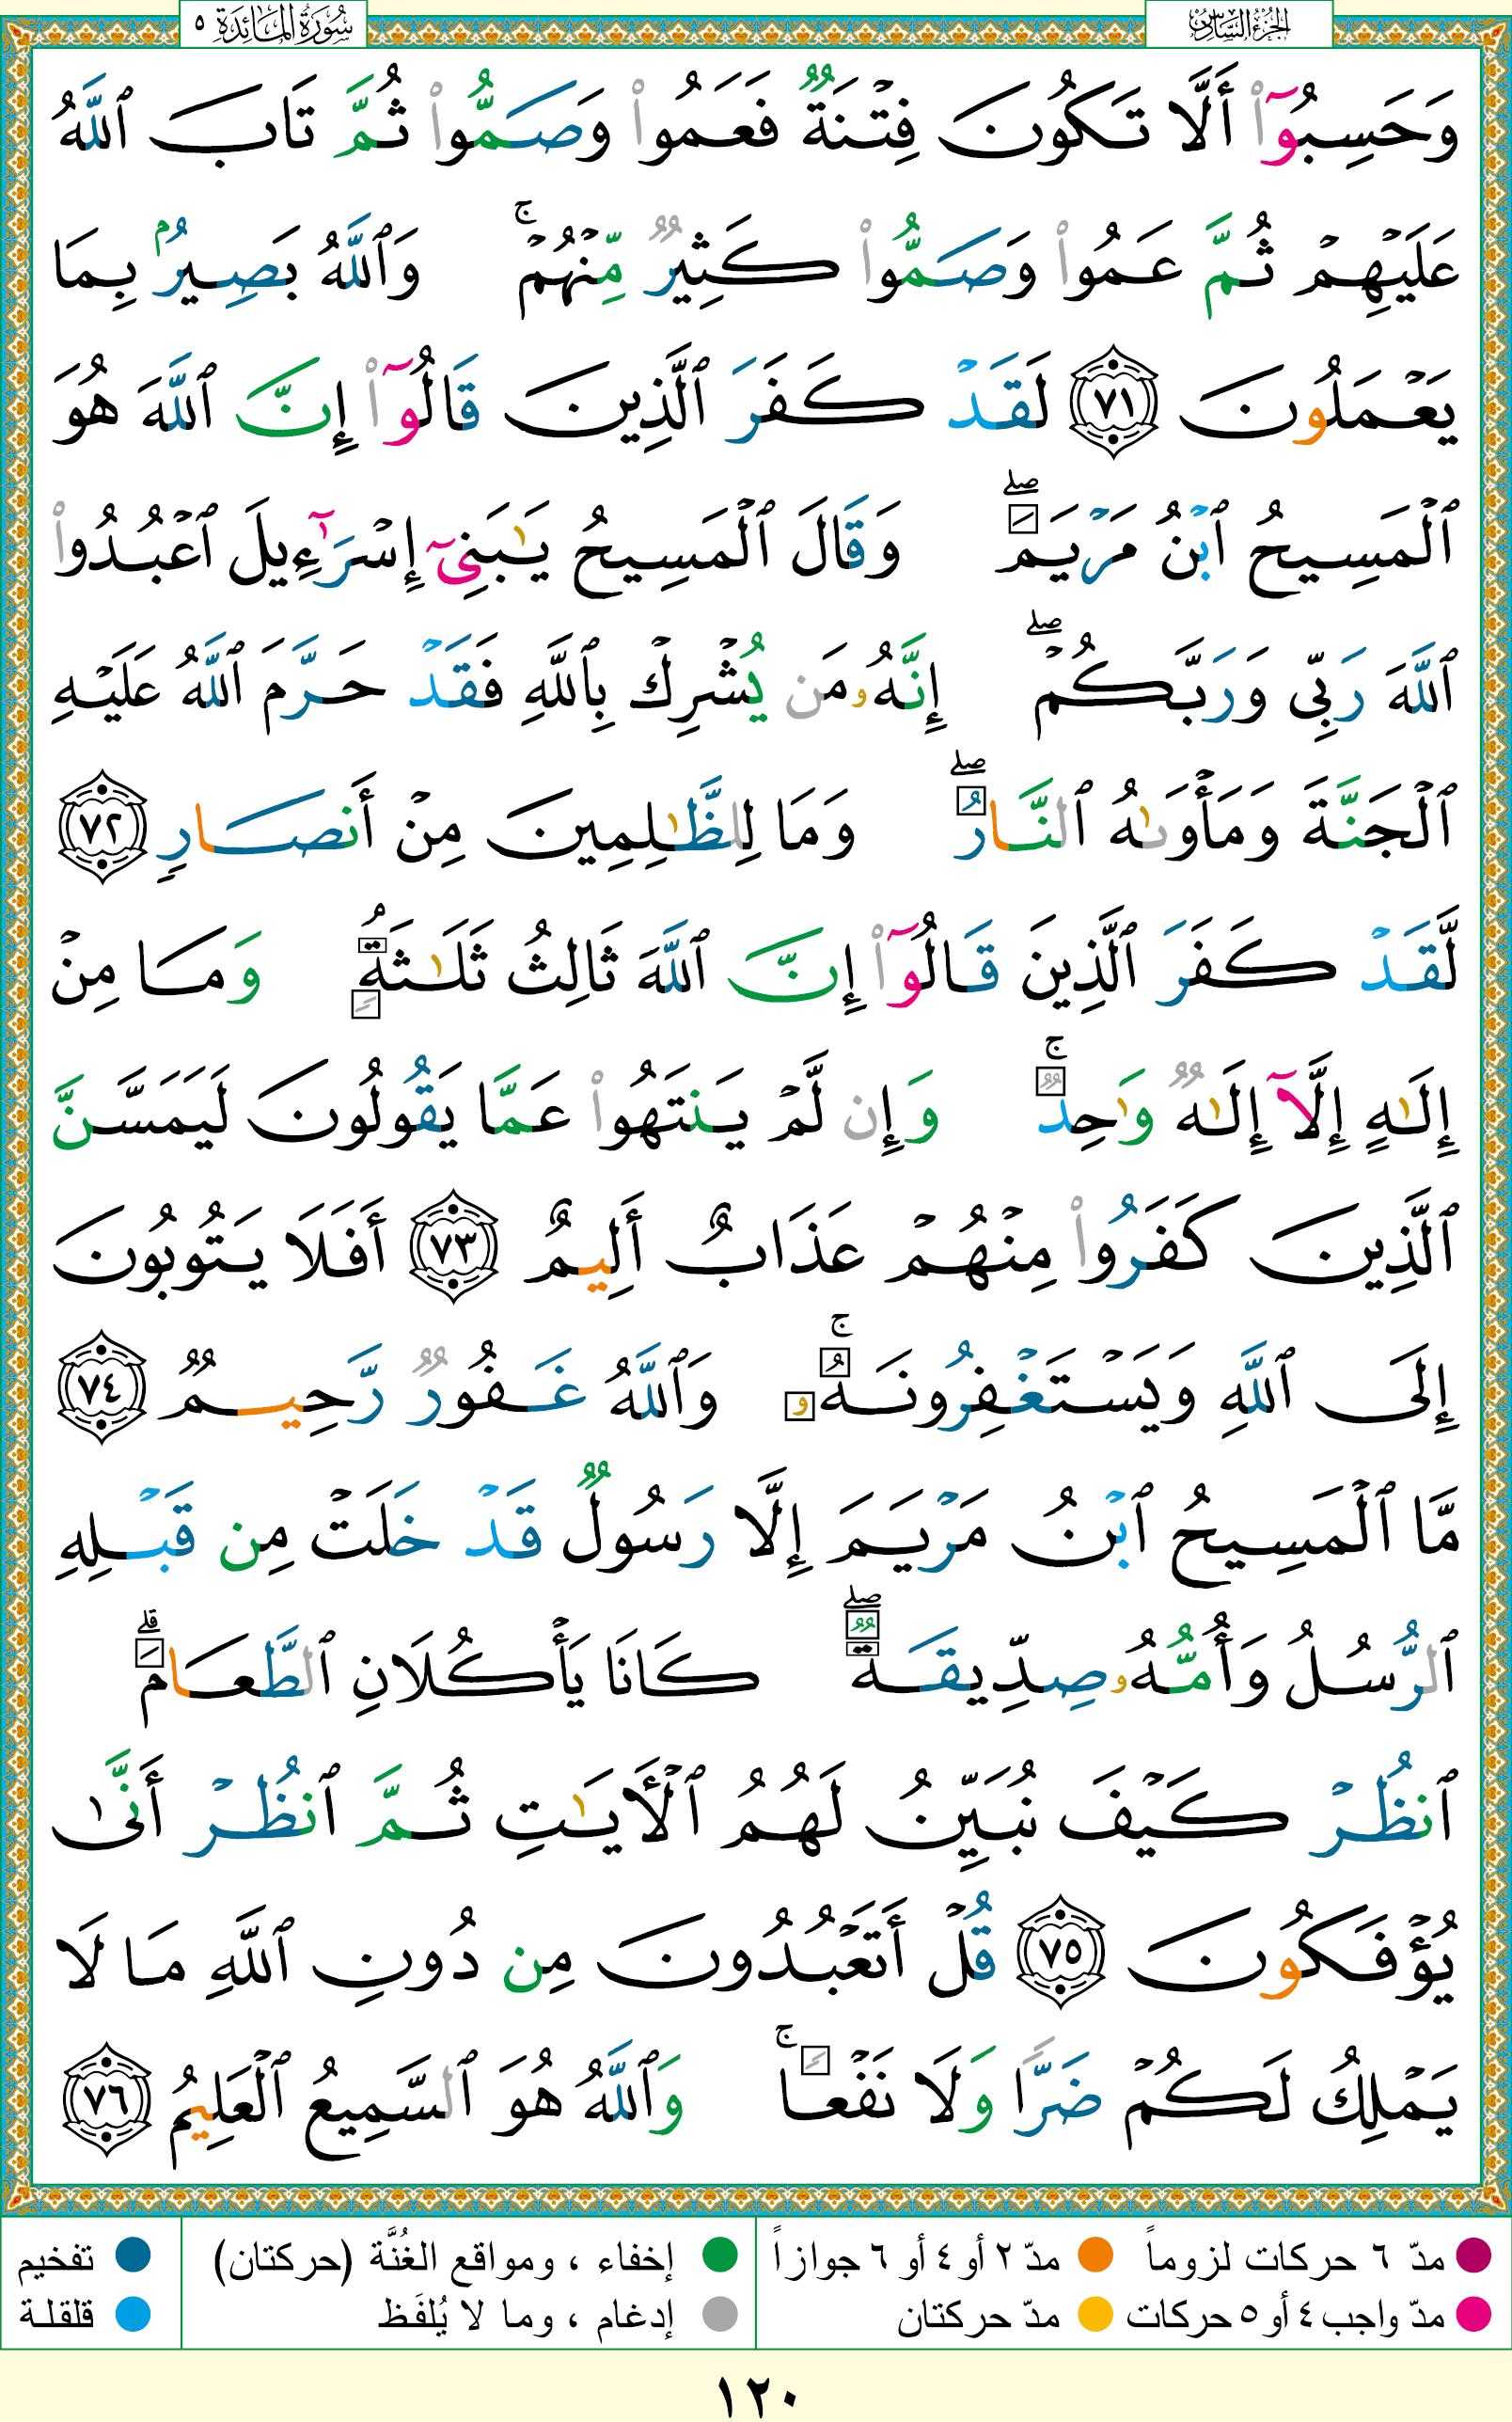 الجزء السادس
سورة المائدة ٥
وَحَسِبُوٓا۟ أَلَّا تَكُونَ فِتْنَةٌ فَعَمُوا۟ وَصَمُّوا۟ ثُمَّ تَابَ ٱللَّهُ
عَلَيْهِمْ ثُمَّ عَمُوا۟ وَصَمُّوا۟ كَثِيرٌ مِّنْهُمْ ۚ وَٱللَّهُ بَصِيرٌۢ بِمَا
يَعْمَلُونَ ٧١ لَقَدْ كَفَرَ ٱلَّذِينَ قَالُوٓا۟ إِنَّ ٱللَّهَ هُوَ
ٱلْمَسِيحُ ٱبْنُ مَرْيَمَ ۖ وَقَالَ ٱلْمَسِيحُ يَـٰبَنِىٓ إِسْرَٰٓءِيلَ ٱعْبُدُوا۟
ٱللَّهَ رَبِّى وَرَبَّكُمْ ۖ إِنَّهُۥ مَن يُشْرِكْ بِٱللَّهِ فَقَدْ حَرَّمَ ٱللَّهُ عَلَيْهِ
ٱلْجَنَّةَ وَمَأْوَىٰهُ ٱلنَّارُ ۖ وَمَا لِلظَّـٰلِمِينَ مِنْ أَنصَارٍ ٧٢
لَّقَدْ كَفَرَ ٱلَّذِينَ قَالُوٓا۟ إِنَّ ٱللَّهَ ثَالِثُ ثَلَـٰثَةٍ وَمَا مِنْ
إِلَـٰهٍ إِلَّآ إِلَـٰهٌ وَٰحِدٌ ۚ وَإِن لَّمْ يَنتَهُوا۟ عَمَّا يَقُولُونَ لَيَمَسَّنَّ
ٱلَّذِينَ كَفَرُوا۟ مِنْهُمْ عَذَابٌ أَلِيمٌ ٧٣ أَفَلَا يَتُوبُونَ
إِلَى ٱللَّهِ وَيَسْتَغْفِرُونَهُۥ ۚ وَٱللَّهُ غَفُورٌ رَّحِيمٌ ٧٤
مَّا ٱلْمَسِيحُ ٱبْنُ مَرْيَمَ إِلَّا رَسُولٌ قَدْ خَلَتْ مِن قَبْلِهِ
ٱلرُّسُلُ وَأُمُّهُۥ صِدِّيقَةٌ ۖ كَانَا يَأْكُلَانِ ٱلطَّعَامَ ۗ
ٱنظُرْ كَيْفَ نُبَيِّنُ لَهُمُ ٱلْـَٔايَـٰتِ ثُمَّ ٱنظُرْ أَنَّىٰ
يُؤْفَكُونَ ٧٥ قُلْ أَتَعْبُدُونَ مِن دُونِ ٱللَّهِ مَا لَا
يَمْلِكُ لَكُمْ ضَرًّا وَلَا نَفْعًا ۚ وَٱللَّهُ هُوَ ٱلسَّمِيعُ ٱلْعَلِيمُ ٧٦
مدّ ٦ حركات لزوماً مدّ ٢ أو ٤ أو ٦ جوازاً إخفاء ، ومواقع الغُنَّة (حركتان) تفخيم
مدّ واجب ٤ أو ٥ حركات مدّ حركتان إدغام ، وما لا يُلفَظ قلقلة
١٢٠